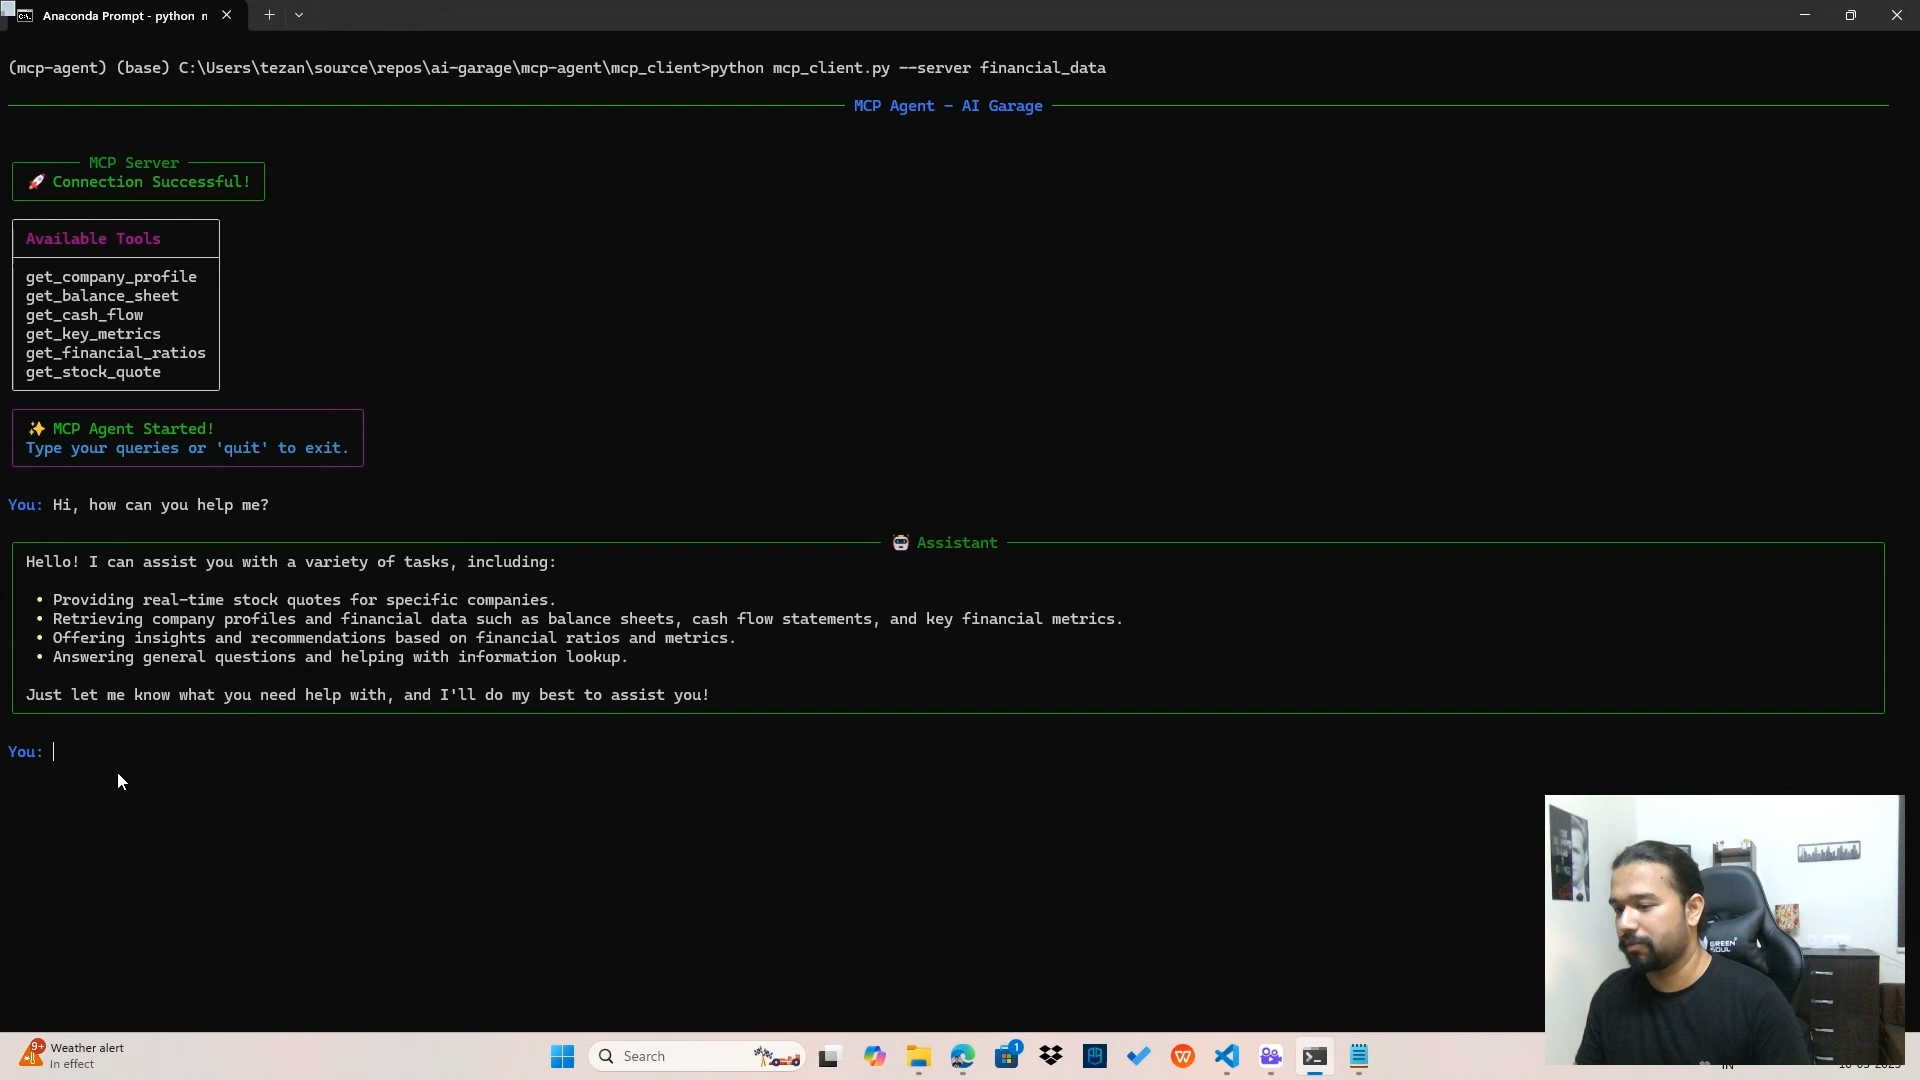 Anaconda Prompt - python n
(mcp-agent) (base) C:\Users\tezan\source\repos\ai-garage\mcp-agent\mcp_client>python mcp_client.py --server financial_data
MCP Agent - AI Garage
MCP Server
🚀 Connection Successful!
Available Tools
get_company_profile
get_balance_sheet
get_cash_flow
get_key_metrics
get_financial_ratios
get_stock_quote
✨ MCP Agent Started!
Type your queries or 'quit' to exit.
You: Hi, how can you help me?
🤖 Assistant
Hello! I can assist you with a variety of tasks, including:
• Providing real-time stock quotes for specific companies.
• Retrieving company profiles and financial data such as balance sheets, cash flow statements, and key financial metrics.
• Offering insights and recommendations based on financial ratios and metrics.
• Answering general questions and helping with information lookup.
Just let me know what you need help with, and I'll do my best to assist you!
You:
GREEN
SOUL
9+
Weather alert
In effect
Search
1